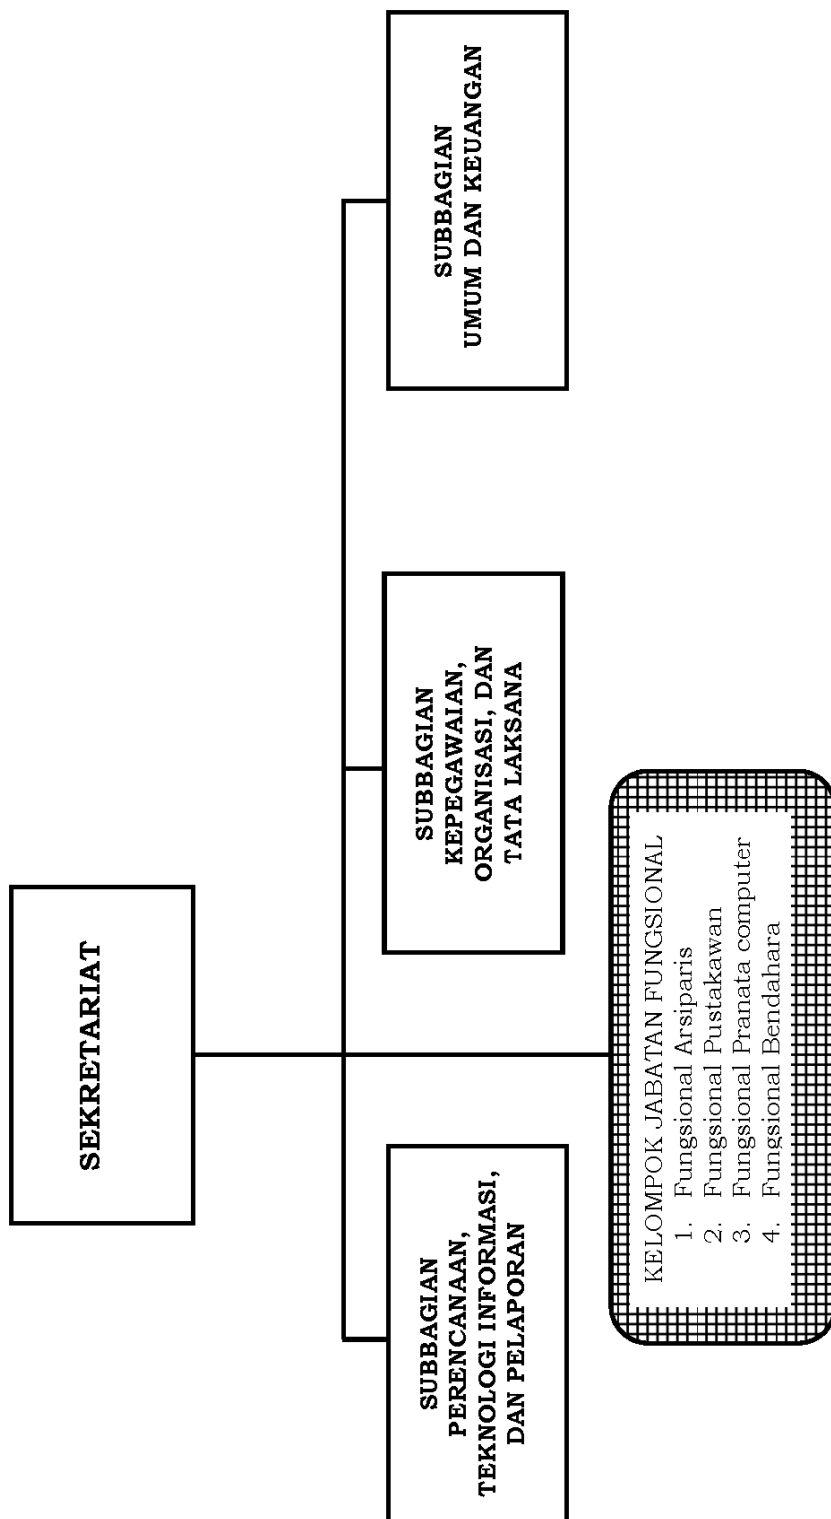 SEKRETARIAT
SUBBAGIAN
PERENCANAAN,
TEKNOLOGI INFORMASI,
DAN PELAPORAN
SUBBAGIAN
KEPEGAWAIAN,
ORGANISASI, DAN
TATA LAKSANA
SUBBAGIAN
UMUM DAN KEUANGAN
KELOMPOK JABATAN FUNGSIONAL
1. Fungsional Arsiparis
2. Fungsional Pustakawan
3. Fungsional Pranata computer
4. Fungsional Bendahara